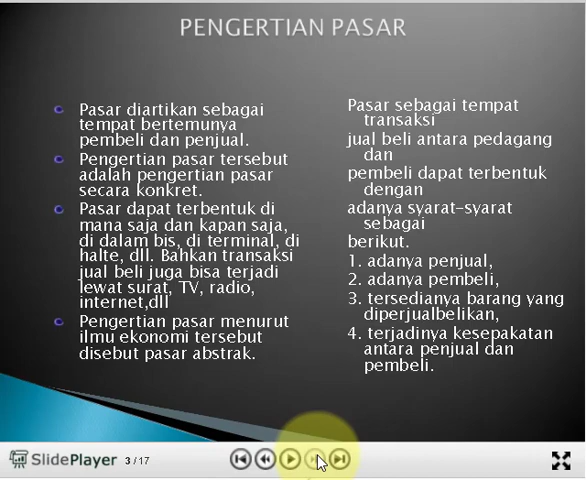 PENGERTIAN PASAR
Pasar diartikan sebagai
tempat bertemunya
pembeli dan penjual.
Pengertian pasar tersebut
adalah pengertian pasar
secara konkret.
Pasar dapat terbentuk di
mana saja dan kapan saja,
di dalam bis, di terminal, di
halte, dll. Bahkan transaksi
jual beli juga bisa terjadi
lewat surat, TV, radio,
internet,dll
Pengertian pasar menurut
ilmu ekonomi tersebut
disebut pasar abstrak.
Pasar sebagai tempat
transaksi
jual beli antara pedagang
dan
pembeli dapat terbentuk
dengan
adanya syarat-syarat
sebagai
berikut.
1. adanya penjual,
2. adanya pembeli,
3. tersedianya barang yang
diperjualbelikan,
4. terjadinya kesepakatan
antara penjual dan
pembeli.
SlidePlayer 3 / 17